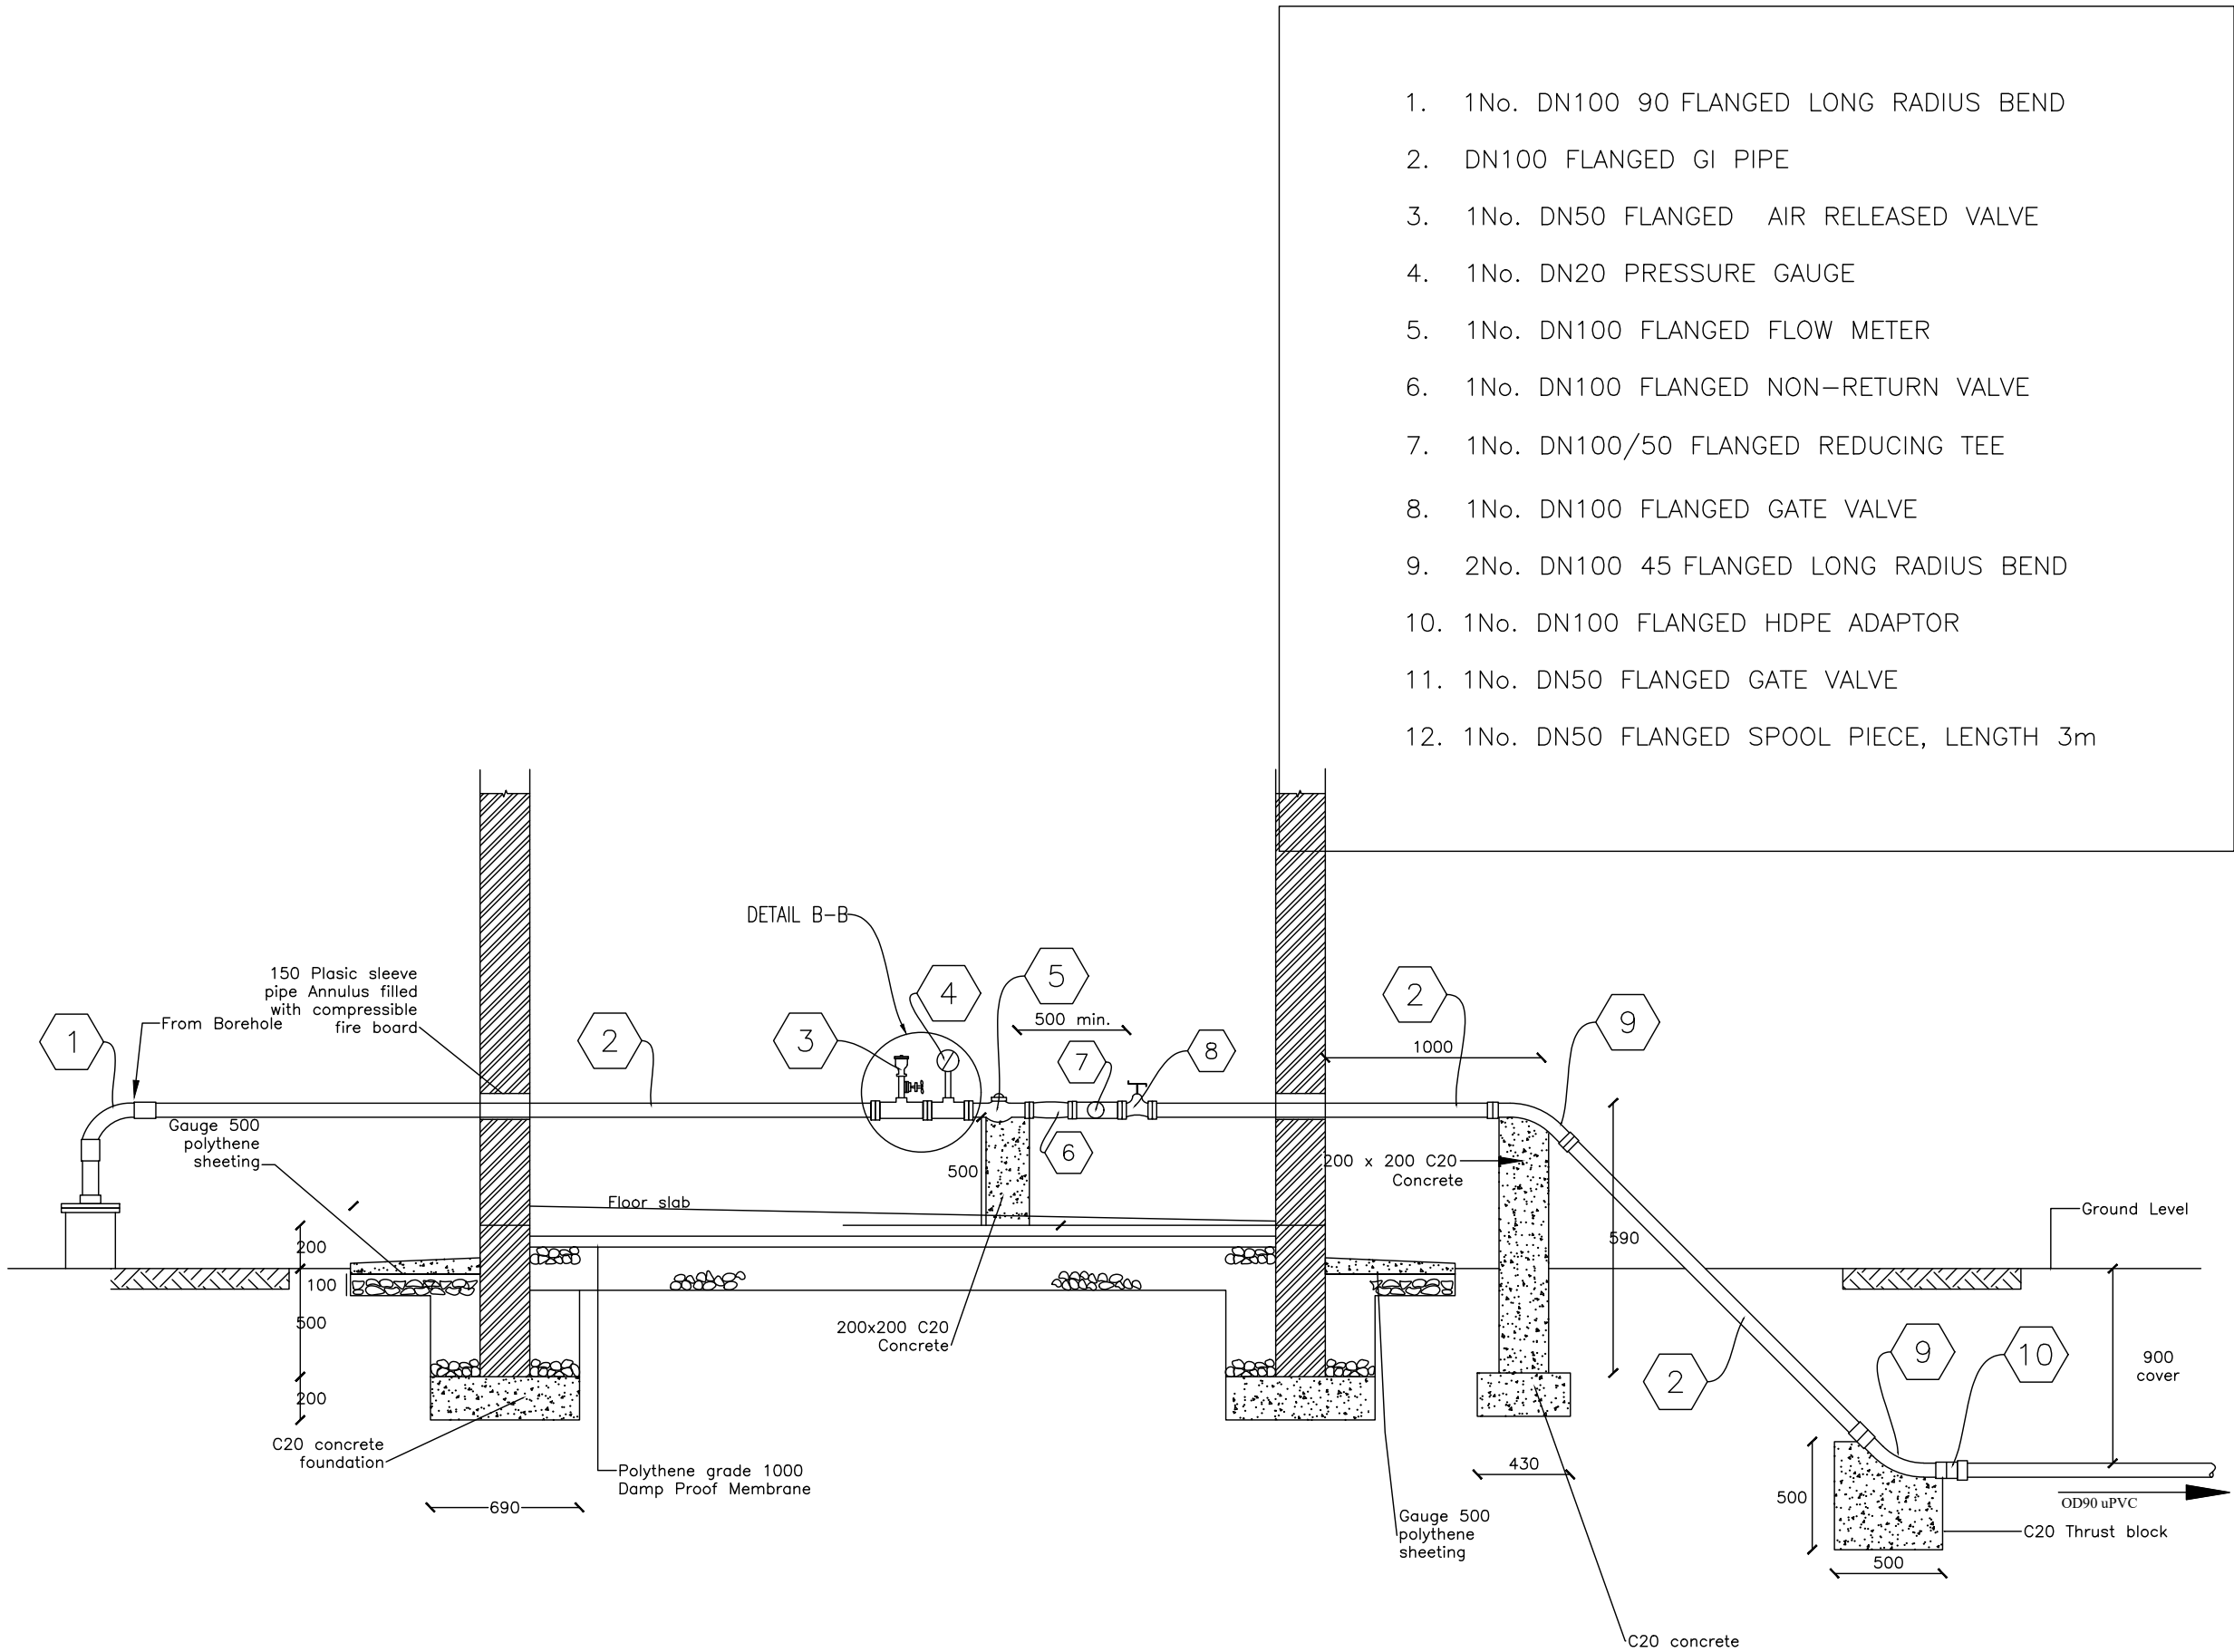 1. 1No. DN100 90 FLANGED LONG RADIUS BEND
2. DN100 FLANGED GI PIPE
3. 1No. DN50 FLANGED AIR RELEASED VALVE
4. 1No. DN20 PRESSURE GAUGE
5. 1No. DN100 FLANGED FLOW METER
6. 1No. DN100 FLANGED NON-RETURN VALVE
7. 1No. DN100/50 FLANGED REDUCING TEE
8. 1No. DN100 FLANGED GATE VALVE
9. 2No. DN100 45 FLANGED LONG RADIUS BEND
10. 1No. DN100 FLANGED HDPE ADAPTOR
11. 1No. DN50 FLANGED GATE VALVE
12. 1No. DN50 FLANGED SPOOL PIECE, LENGTH 3m
DETAIL B-B
150 Plasic sleeve
pipe Annulus filled
with compressible
fire board
From Borehole
1
2
3
4
5
500 min.
7
8
6
2
9
1000
Gauge 500
polythene
sheeting
Floor slab
500
200 x 200 C20
Concrete
590
Ground Level
200
100
500
200
200x200 C20
Concrete
2
9
10
900
cover
C20 concrete
foundation
Polythene grade 1000
Damp Proof Membrane
690
430
Gauge 500
polythene
sheeting
500
OD90 uPVC
C20 Thrust block
500
C20 concrete